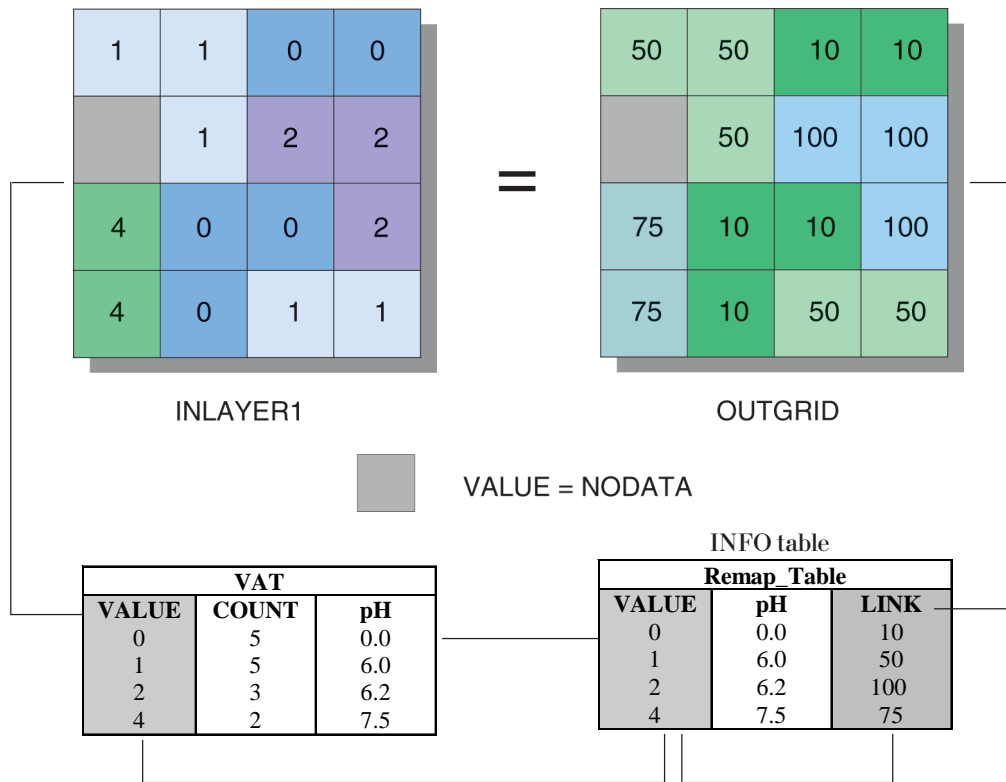 1 1 0 0 50 50 10 10
1 2 2 50 100 100
=
4 0 0 2 75 10 10 100
4 0 1 1 75 10 50 50
INLAYER1 OUTGRID
VALUE = NODATA
INFO table
VAT Remap_Table
VALUE COUNT pH VALUE pH LINK
0 5 0.0 0 0.0 10
1 5 6.0 1 6.0 50
2 3 6.2 2 6.2 100
4 2 7.5 4 7.5 75